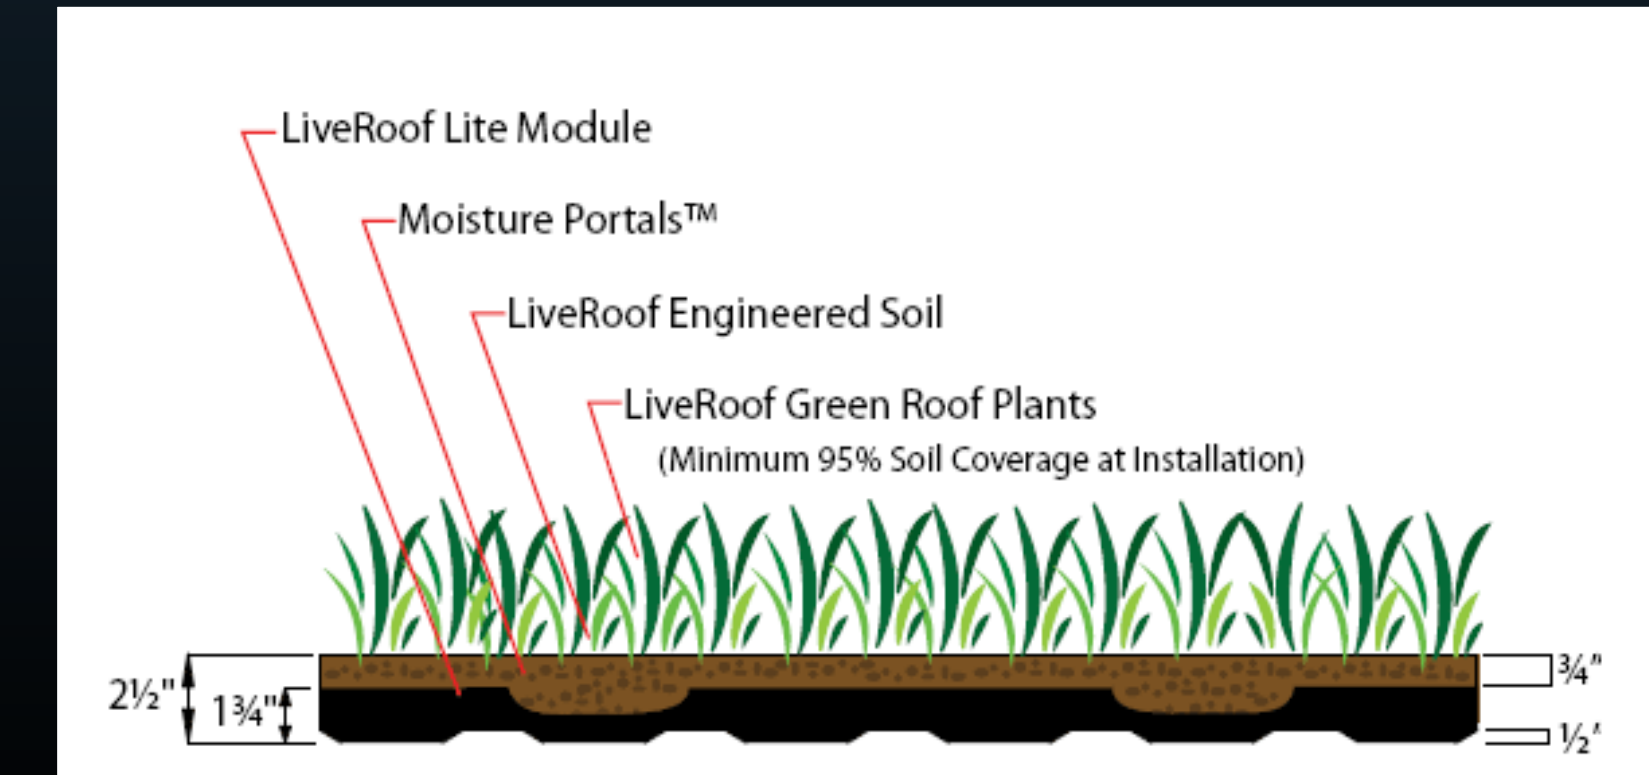 LiveRoof Lite Module
Moisture Portals™
LiveRoof Engineered Soil
LiveRoof Green Roof Plants
(Minimum 95% Soil Coverage at Installation)
2½"
1¾"
¾"
½"